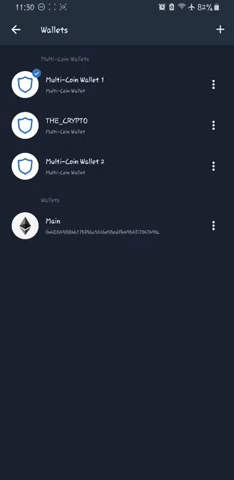 11:30
82%
Wallets
Multi-Coin Wallets
Multi-Coin Wallet 1
Multi-Coin Wallet
THE_CRYPTO
Multi-Coin Wallet
Multi-Coin Wallet 2
Multi-Coin Wallet
Wallets
Main